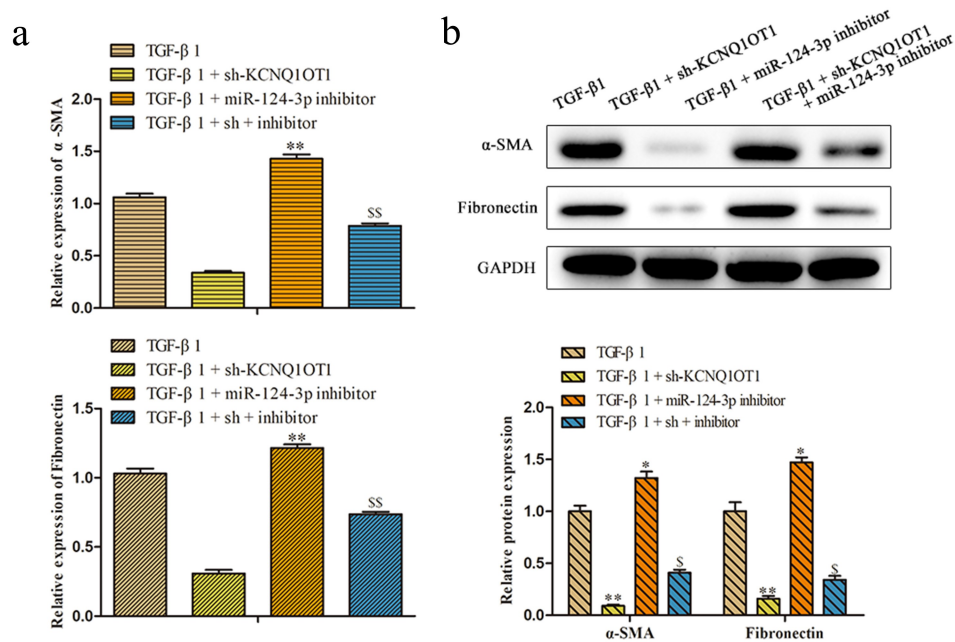 a
TGF-β 1
TGF-β 1 + sh-KCNQ1OT1
TGF-β 1 + miR-124-3p inhibitor
TGF-β 1 + sh + inhibitor
Relative expression of α -SMA
2.0
1.5
1.0
0.5
0.0
**
$$
TGF-β 1
TGF-β 1 + sh-KCNQ1OT1
TGF-β 1 + miR-124-3p inhibitor
TGF-β 1 + sh + inhibitor
Relative expression of Fibronectin
1.5
1.0
0.5
0.0
**
$$
b
TGF-β1
TGF-β1 + sh-KCNQ1OT1
TGF-β1 + miR-124-3p inhibitor
TGF-β1 + sh-KCNQ1OT1
+ miR-124-3p inhibitor
α-SMA
Fibronectin
GAPDH
TGF-β 1
TGF-β 1 + sh-KCNQ1OT1
TGF-β 1 + miR-124-3p inhibitor
TGF-β 1 + sh + inhibitor
Relative protein expression
2.0
1.5
1.0
0.5
0.0
**
*
$
**
*
$
α-SMA
Fibronectin